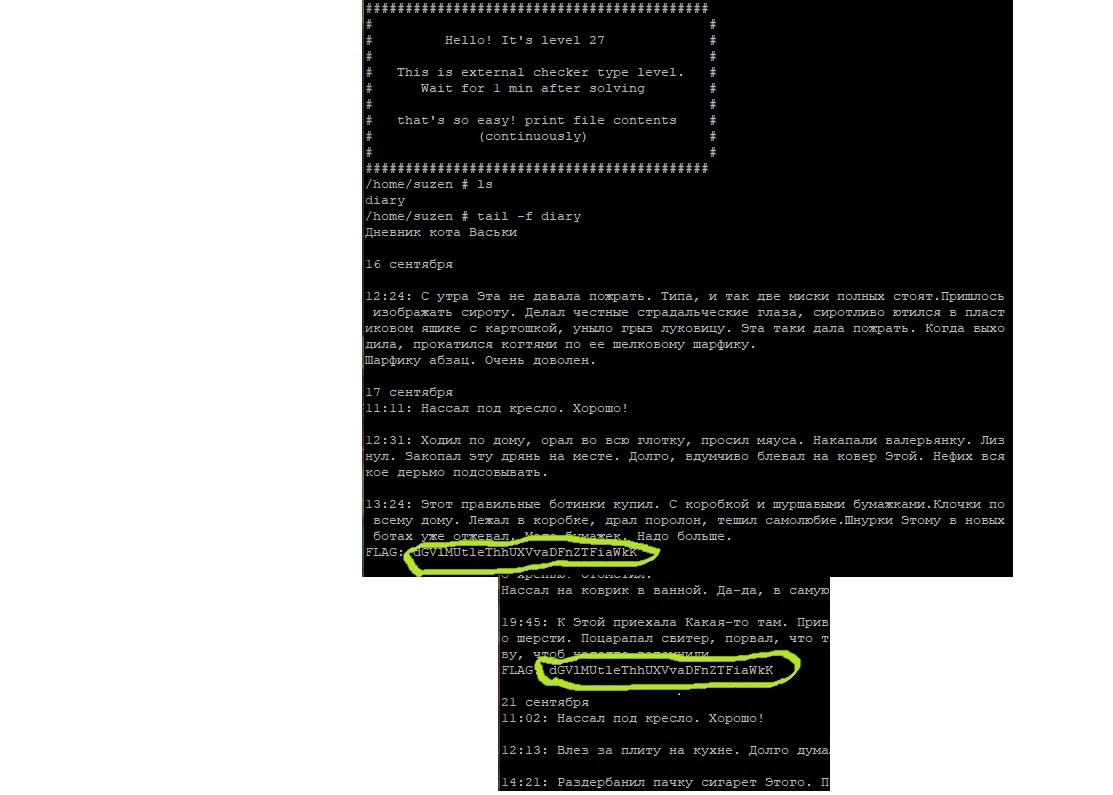 ###########################################
# #
# Hello! It's level 27 #
# #
# This is external checker type level. #
# Wait for 1 min after solving #
# #
# that's so easy! print file contents #
# (continuously) #
# #
###########################################
/home/suzen # ls
diary
/home/suzen # tail -f diary
Дневник кота Васьки
16 сентября
12:24: С утра Эта не давала пожрать. Типа, и так две миски полных стоят.Пришлось
изображать сироту. Делал честные страдальческие глаза, сиротливо ютился в пласт
иковом ящике с картошкой, уныло грыз луковицу. Эта таки дала пожрать. Когда выхо
дила, прокатился когтями по ее шелковому шарфику.
Шарфику абзац. Очень доволен.
17 сентября
11:11: Нассал под кресло. Хорошо!
12:31: Ходил по дому, орал во всю глотку, просил мяуса. Накапали валерьянку. Лиз
нул. Закопал эту дрянь на месте. Долго, вдумчиво блевал на ковер Этой. Нефих вся
кое дерьмо подсовывать.
13:24: Этот правильные ботинки купил. С коробкой и шуршавыми бумажками.Клочки по
всему дому. Лежал в коробке, драл поролон, тешил самолюбие.Шнурки Этому в новых
ботах уже отжевал. Мало бумажек. Надо больше.
FLAG: dGVlMUtleThhUXVvaDFnZTFiaWkK
Нассал на коврик в ванной. Да-да, в самую
19:45: К Этой приехала Какая-то там. Прив
о шерсти. Поцарапал свитер, порвал, что т
ву, чтоб
FLAG: dGVlMUtleThhUXVvaDFnZTFiaWkK
21 сентября
11:02: Нассал под кресло. Хорошо!
12:13: Влез за плиту на кухне. Долго дума
14:21: Раздербанил пачку сигарет Этого. П